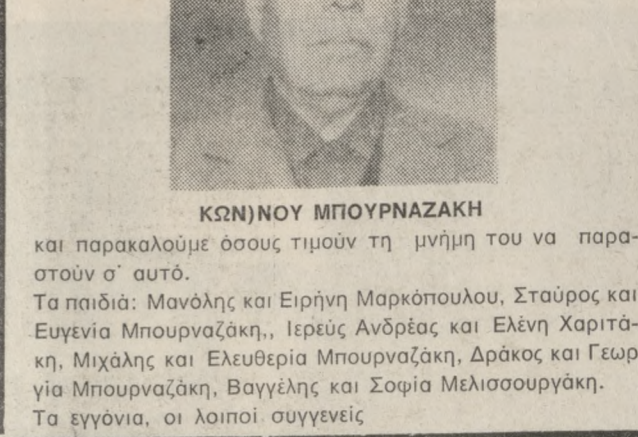 ΚΩΝ)ΝΟΥ ΜΠΟΥΡΝΑΖΑΚΗ
και παρακαλούμε όσους τιμούν τη μνήμη του να παρα-
στούν σ' αυτό.
Τα παιδιά: Μανόλης και Ειρήνη Μαρκόπουλου, Σταύρος και
Ευγενία Μπουρναζάκη,, Ιερεύς Ανδρέας και Ελένη Χαριτά-
κη, Μιχάλης και Ελευθερία Μπουρναζάκη, Δράκος και Γεωρ
γία Μπουρναζάκη, Βαγγέλης και Σοφία Μελισσουργάκη.
Τα εγγόνια, οι λοιποί συγγενείς